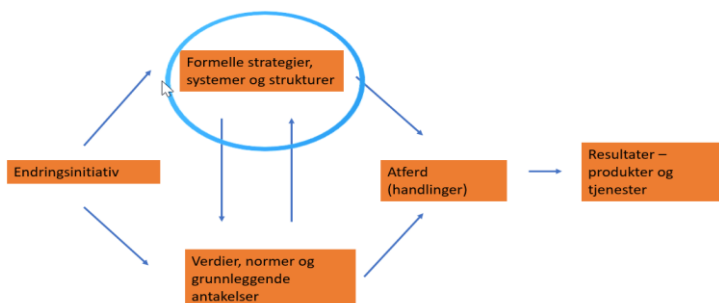 Formelle strategier,
systemer og strukturer
Endringsinitiativ
Atferd
(handlinger)
Resultater –
produkter og
tjenester
Verdier, normer og
grunnleggende
antakelser